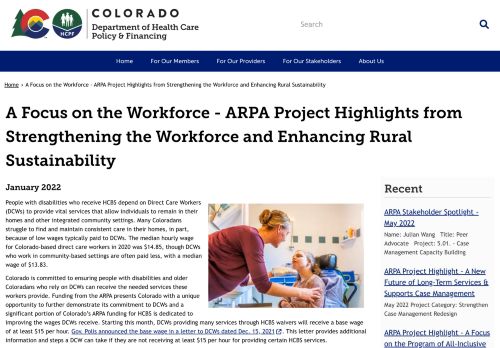 COLORADO
Department of Health Care
Policy & Financing
HCPF
Search
Home
For Our Members
For Our Providers
For Our Stakeholders
About Us
Home › A Focus on the Workforce - ARPA Project Highlights from Strengthening the Workforce and Enhancing Rural Sustainability
A Focus on the Workforce - ARPA Project Highlights from
Strengthening the Workforce and Enhancing Rural
Sustainability
January 2022
People with disabilities who receive HCBS depend on Direct Care Workers
(DCWs) to provide vital services that allow individuals to remain in their
homes and other integrated community settings. Many Coloradans
struggle to find and maintain consistent care in their homes, in part,
because of low wages typically paid to DCWs. The median hourly wage
for Colorado-based direct care workers in 2020 was $14.85, though DCWs
who work in community-based settings are often paid less, with a median
wage of $13.83.
Colorado is committed to ensuring people with disabilities and older
Coloradans who rely on DCWs can receive the needed services these
workers provide. Funding from the ARPA presents Colorado with a unique
opportunity to further demonstrate its commitment to DCWs and a
significant portion of Colorado's ARPA funding for HCBS is dedicated to
improving the wages DCWs receive. Starting this month, DCWs providing many services through HCBS waivers will receive a base wage
of at least $15 per hour. Gov. Polis announced the base wage in a letter to DCWs dated Dec. 15, 2021. This letter provides additional
information and steps a DCW can take if they are not receiving at least $15 per hour for providing certain HCBS services.
Recent
ARPA Stakeholder Spotlight -
May 2022
Name: Julian Wang Title: Peer
Advocate Project: 5.01. - Case
Management Capacity Building
ARPA Project Highlight - A New
Future of Long-Term Services &
Supports Case Management
May 2022 Project Category: Strengthen
Case Management Redesign
ARPA Project Highlight - A Focus
on the Program of All-Inclusive